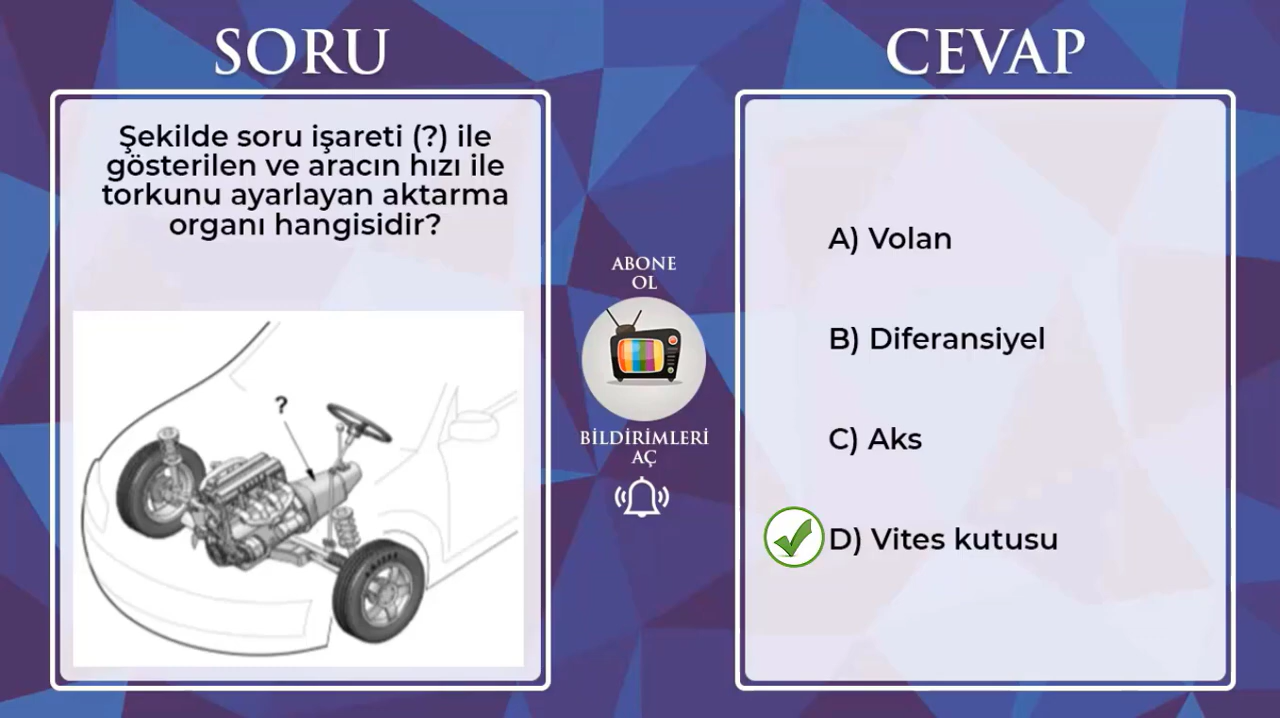 SORU
Şekilde soru işareti (?) ile
gösterilen ve aracın hızı ile
torkunu ayarlayan aktarma
organı hangisidir?
?
ABONE
OL
BİLDİRİMLERİ
AÇ
CEVAP
A) Volan
B) Diferansiyel
C) Aks
D) Vites kutusu